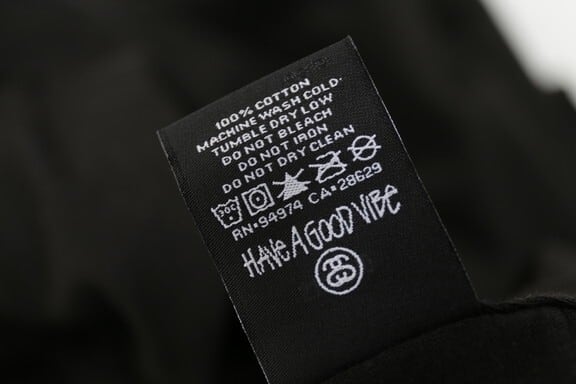 100% COTTON
MACHINE WASH COLD.
TUMBLE DRY LOW
DO NOT BLEACH
DO NOT IRON
DO NOT DRY CLEAN
30C
RN•94974 CA•28629
HAVE A GOOD VIBE